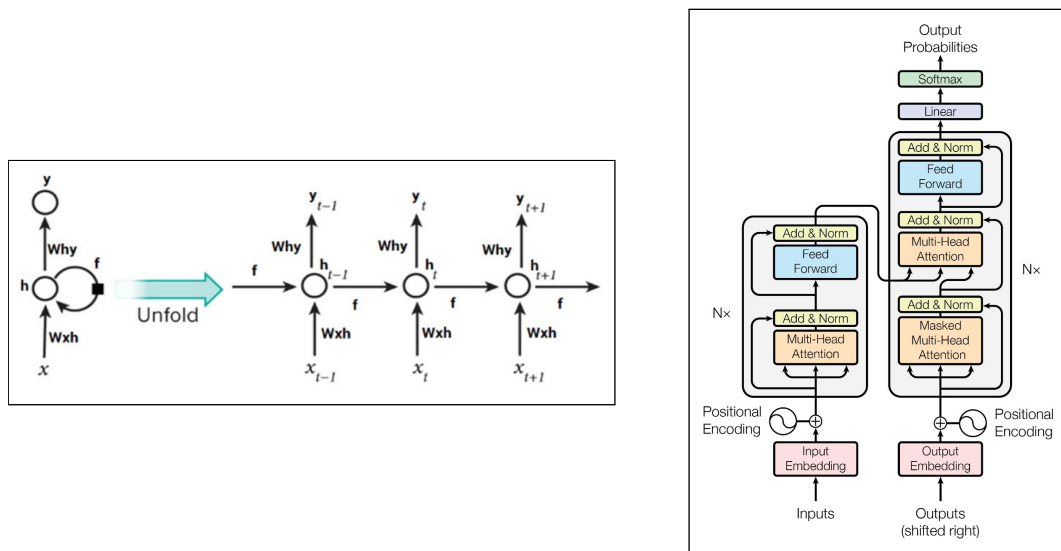 y
Why
f
h
Wxh
x
Unfold
y t-1
y t
y t+1
Why
Why
Why
f
h t-1
h t
h t+1
f
f
f
Wxh
Wxh
Wxh
x t-1
x t
x t+1
Output
Probabilities
Softmax
Linear
Add & Norm
Feed
Forward
Add & Norm
Multi-Head
Attention
Add & Norm
Masked
Multi-Head
Attention
N×
Add & Norm
Feed
Forward
Add & Norm
Multi-Head
Attention
N×
Positional
Encoding
Positional
Encoding
Input
Embedding
Output
Embedding
Inputs
Outputs
(shifted right)